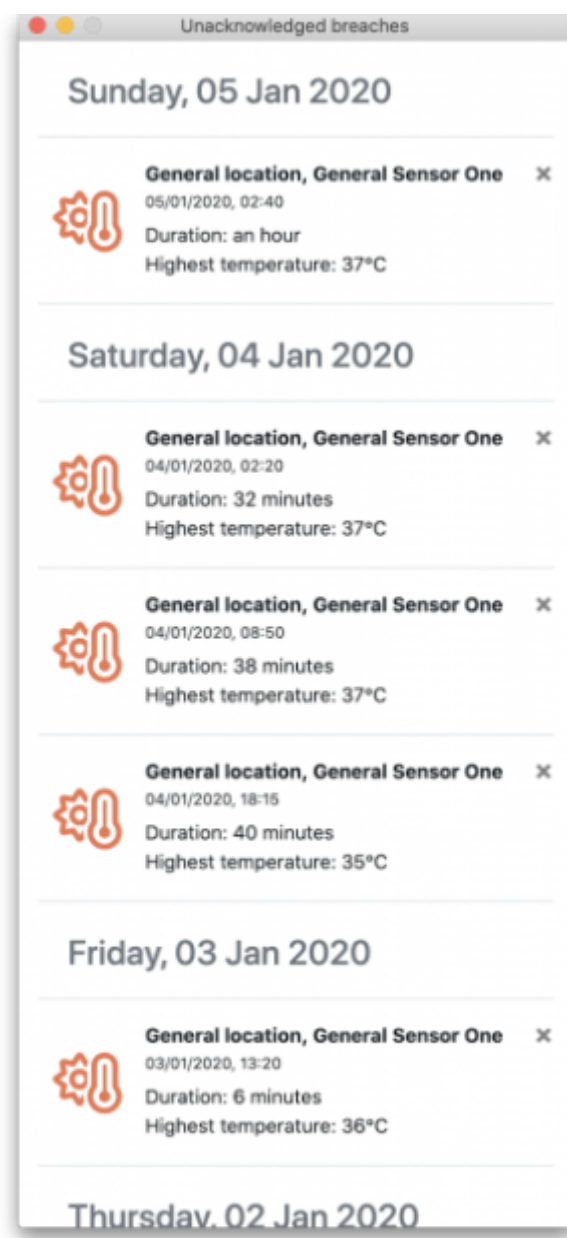 Unacknowledged breaches
Sunday, 05 Jan 2020
General location, General Sensor One
05/01/2020, 02:40
Duration: an hour
Highest temperature: 37°C
Saturday, 04 Jan 2020
General location, General Sensor One
04/01/2020, 02:20
Duration: 32 minutes
Highest temperature: 37°C
General location, General Sensor One
04/01/2020, 08:50
Duration: 38 minutes
Highest temperature: 37°C
General location, General Sensor One
04/01/2020, 18:15
Duration: 40 minutes
Highest temperature: 35°C
Friday, 03 Jan 2020
General location, General Sensor One
03/01/2020, 13:20
Duration: 6 minutes
Highest temperature: 36°C
Thursday, 02 Jan 2020